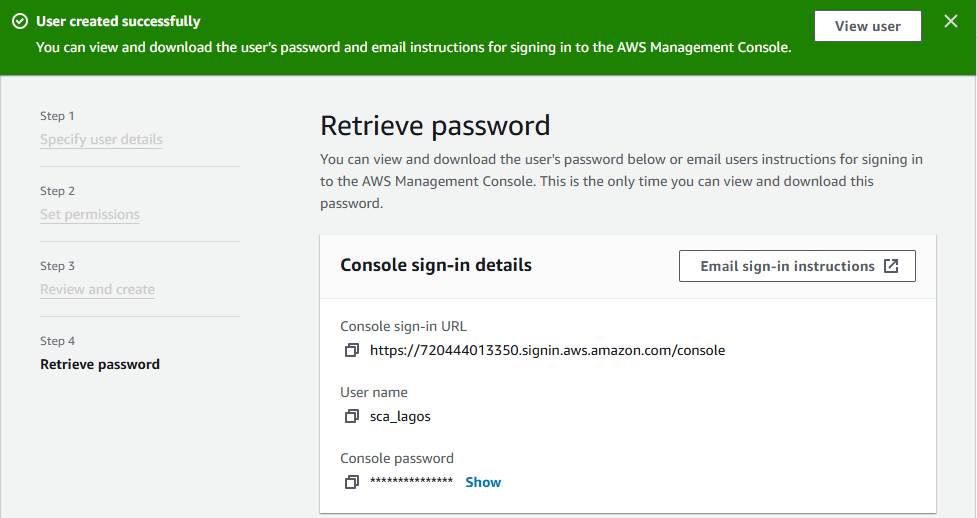 User created successfully
You can view and download the user's password and email instructions for signing in to the AWS Management Console.
View user
Step 1
Specify user details
Step 2
Set permissions
Step 3
Review and create
Step 4
Retrieve password
Retrieve password
You can view and download the user's password below or email users instructions for signing in
to the AWS Management Console. This is the only time you can view and download this
password.
Console sign-in details
Email sign-in instructions
Console sign-in URL
https://720444013350.signin.aws.amazon.com/console
User name
sca_lagos
Console password
*************** Show